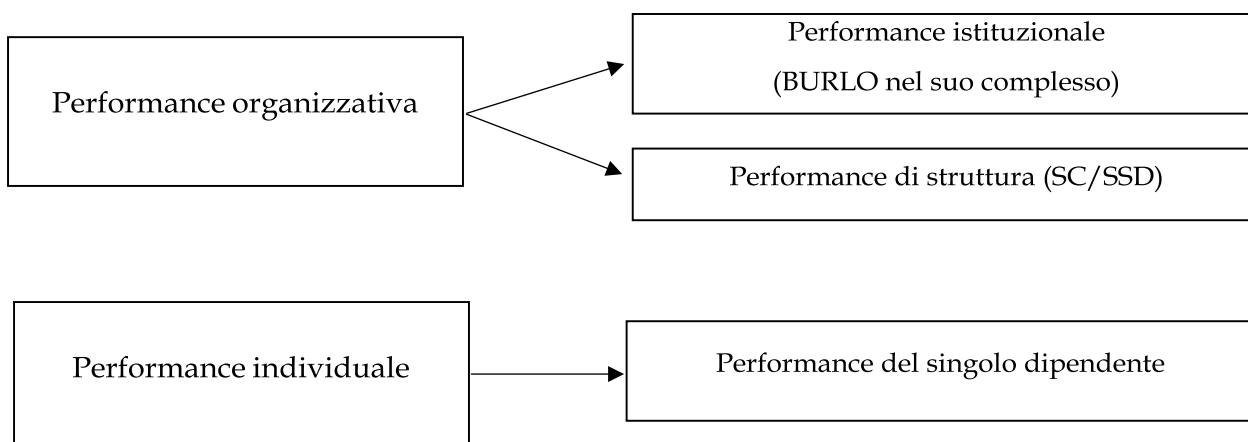 Performance organizzativa
Performance istituzionale
(BURLO nel suo complesso)
Performance di struttura (SC/SSD)
Performance individuale
Performance del singolo dipendente